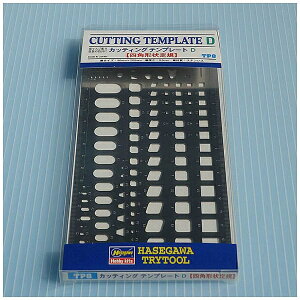 CUTTING TEMPLATE D
カッティング テンプレート D
【四角形状定規】
TP8
Hasegawa
Hobby Kits
HASEGAWA
TRYTOOL
TP8 カッティング テンプレート D 【四角形状定規】